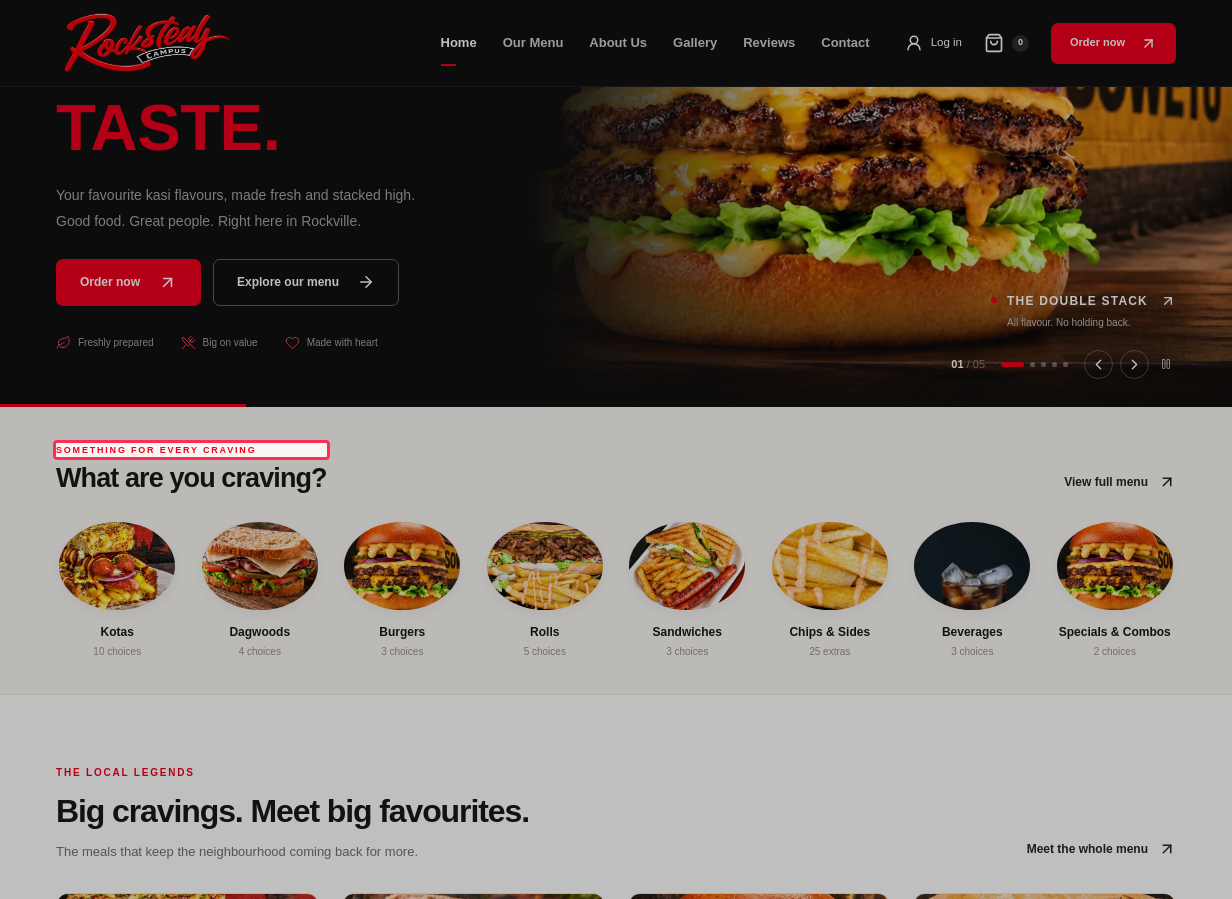 Rocksteady
CAMPUS
Home
Our Menu
About Us
Gallery
Reviews
Contact
Log in
0
Order now
TASTE.
Your favourite kasi flavours, made fresh and stacked high.
Good food. Great people. Right here in Rockville.
Order now
Explore our menu
Freshly prepared
Big on value
Made with heart
THE DOUBLE STACK
All flavour. No holding back.
01 / 05
SOMETHING FOR EVERY CRAVING
What are you craving?
View full menu
Kotas
10 choices
Dagwoods
4 choices
Burgers
3 choices
Rolls
5 choices
Sandwiches
3 choices
Chips & Sides
25 extras
Beverages
3 choices
Specials & Combos
2 choices
THE LOCAL LEGENDS
Big cravings. Meet big favourites.
The meals that keep the neighbourhood coming back for more.
Meet the whole menu